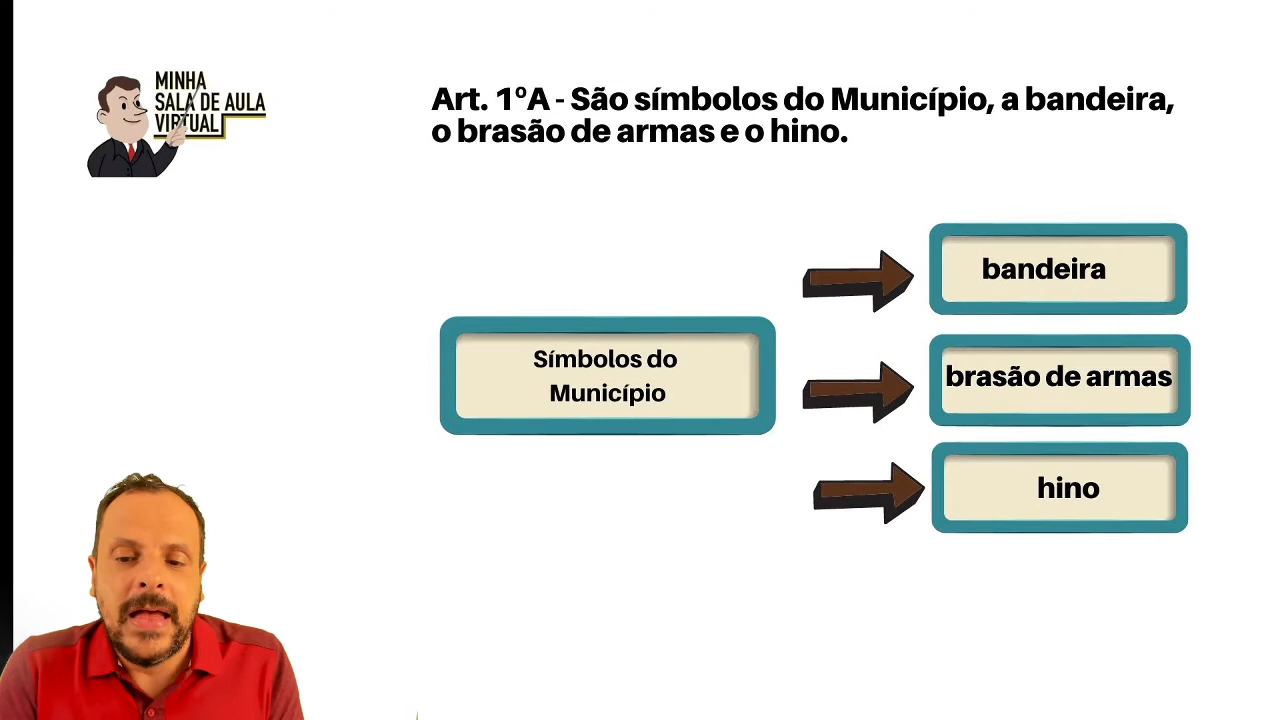 MINHA
SALA DE AULA
VIRTUAL
Art. 1ºA - São símbolos do Município, a bandeira,
o brasão de armas e o hino.
Símbolos do
Município
bandeira
brasão de armas
hino